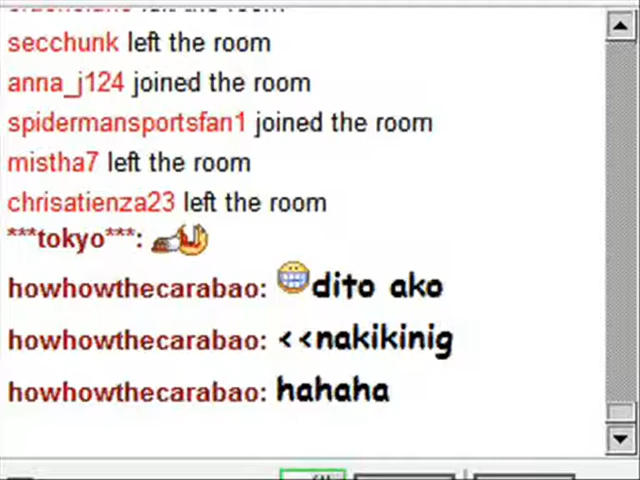 secchunk left the room
anna_j124 joined the room
spidermansportsfan1 joined the room
mistha7 left the room
chrisatienza23 left the room
***tokyo***:
howhowthecarabao: dito ako
howhowthecarabao: <<nakikinig
howhowthecarabao: hahaha